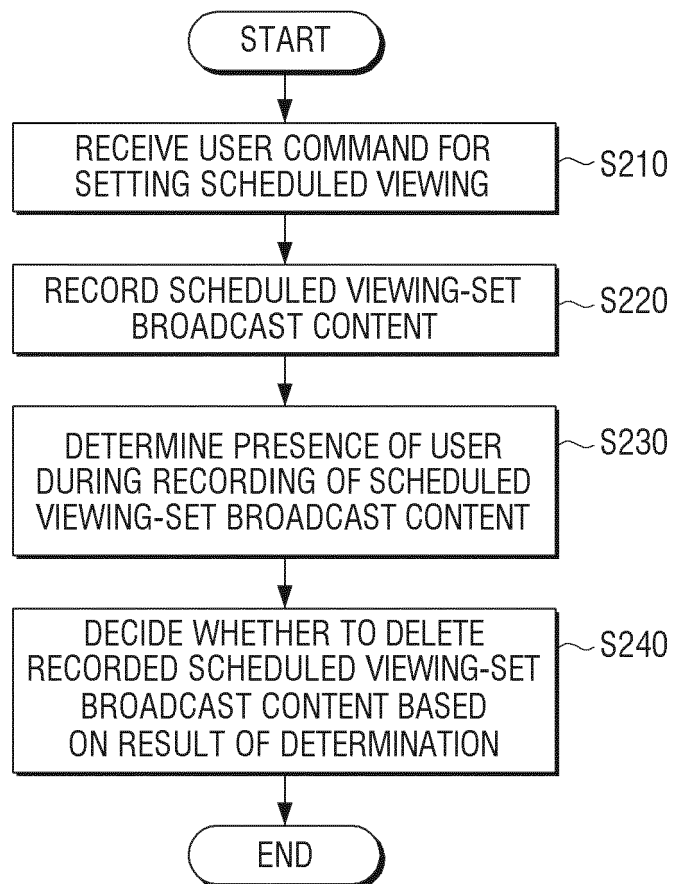 START
RECEIVE USER COMMAND FOR
SETTING SCHEDULED VIEWING
S210
RECORD SCHEDULED VIEWING-SET
BROADCAST CONTENT
S220
DETERMINE PRESENCE OF USER
DURING RECORDING OF SCHEDULED
VIEWING-SET BROADCAST CONTENT
S230
DECIDE WHETHER TO DELETE
RECORDED SCHEDULED VIEWING-SET
BROADCAST CONTENT BASED
ON RESULT OF DETERMINATION
S240
END